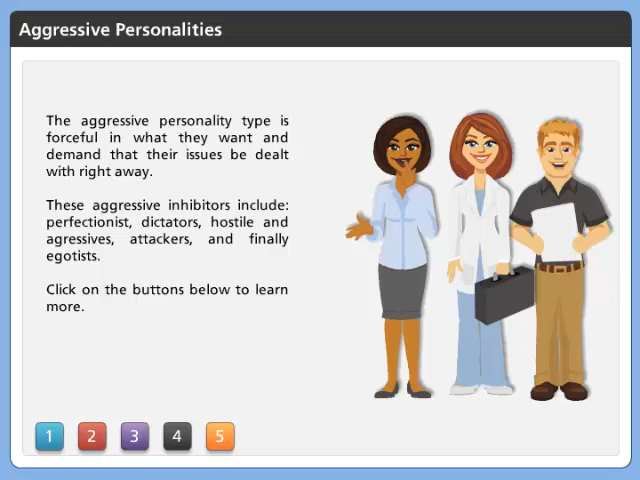 Aggressive Personalities
The aggressive personality type is
forceful in what they want and
demand that their issues be dealt
with right away.
These aggressive inhibitors include:
perfectionist, dictators, hostile and
agressives, attackers, and finally
egotists.
Click on the buttons below to learn
more.
1 2 3 4 5